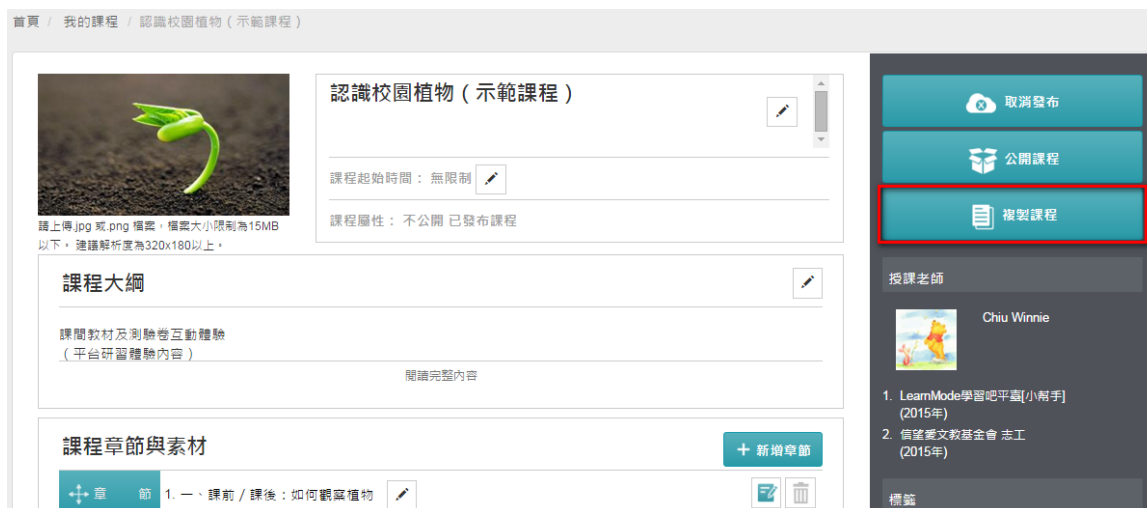 首頁 / 我的課程 / 認識校園植物（示範課程）
請上傳.jpg 或.png 檔案，檔案大小限制為15MB
以下， 建議解析度為320x180以上，
認識校園植物（示範課程）
課程起始時間： 無限制
課程屬性： 不公開 已發布課程
課程大綱
課間教材及測驗卷互動體驗
（平台研習體驗內容）
閱讀完整內容
課程章節與素材
+ 新增章節
章 節 1. 一、課前 / 課後：如何觀察植物
取消發布
公開課程
複製課程
授課老師
Chiu Winnie
1. LearnMode學習吧平臺[小幫手]
(2015年)
2. 信望愛文教基金會 志工
(2015年)
標籤